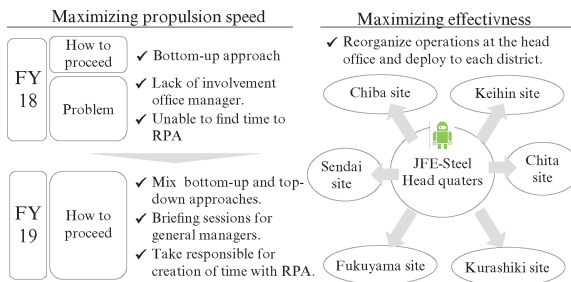 Maximizing propulsion speed
FY
18
How to
proceed
✓ Bottom-up approach
Problem
✓ Lack of involvement
office manager.
✓ Unable to find time to
RPA
FY
19
How to
proceed
✓ Mix bottom-up and top-
down approaches.
✓ Briefing sessions for
general managers.
✓ Take responsible for
creation of time with RPA.
Maximizing effectivness
✓ Reorganize operations at the head
office and deploy to each district.
Chiba site
Keihin site
Sendai
site
JFE-Steel
Head quaters
Chita
site
Fukuyama site
Kurashiki site